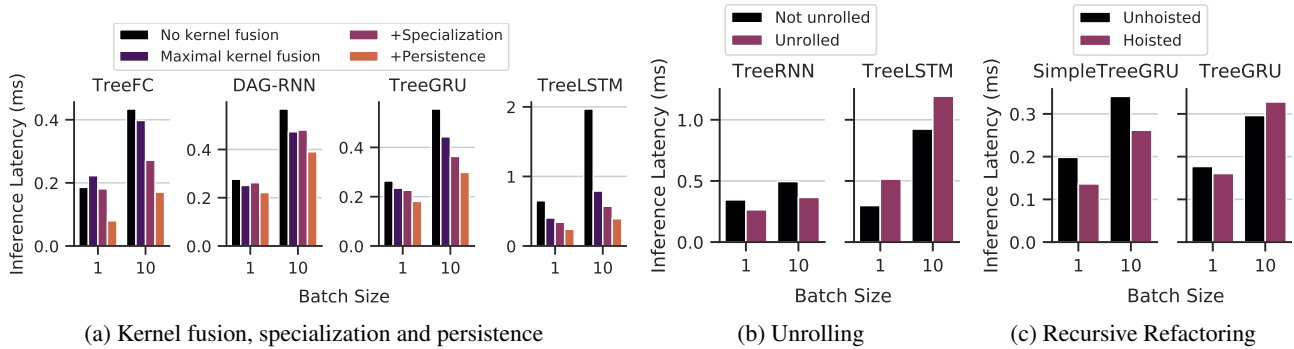 No kernel fusion
Maximal kernel fusion
+Specialization
+Persistence
Inference Latency (ms)
TreeFC
0.4
0.2
0.0
1 10
DAG-RNN
0.4
0.2
0.0
1 10
TreeGRU
0.4
0.2
0.0
1 10
TreeLSTM
2
1
0
1 10
Batch Size
(a) Kernel fusion, specialization and persistence
Not unrolled
Unrolled
Inference Latency (ms)
TreeRNN
1.0
0.5
0.0
1 10
TreeLSTM
1 10
Batch Size
(b) Unrolling
Unhoisted
Hoisted
Inference Latency (ms)
SimpleTreeGRU
0.3
0.2
0.1
0.0
1 10
TreeGRU
1 10
Batch Size
(c) Recursive Refactoring